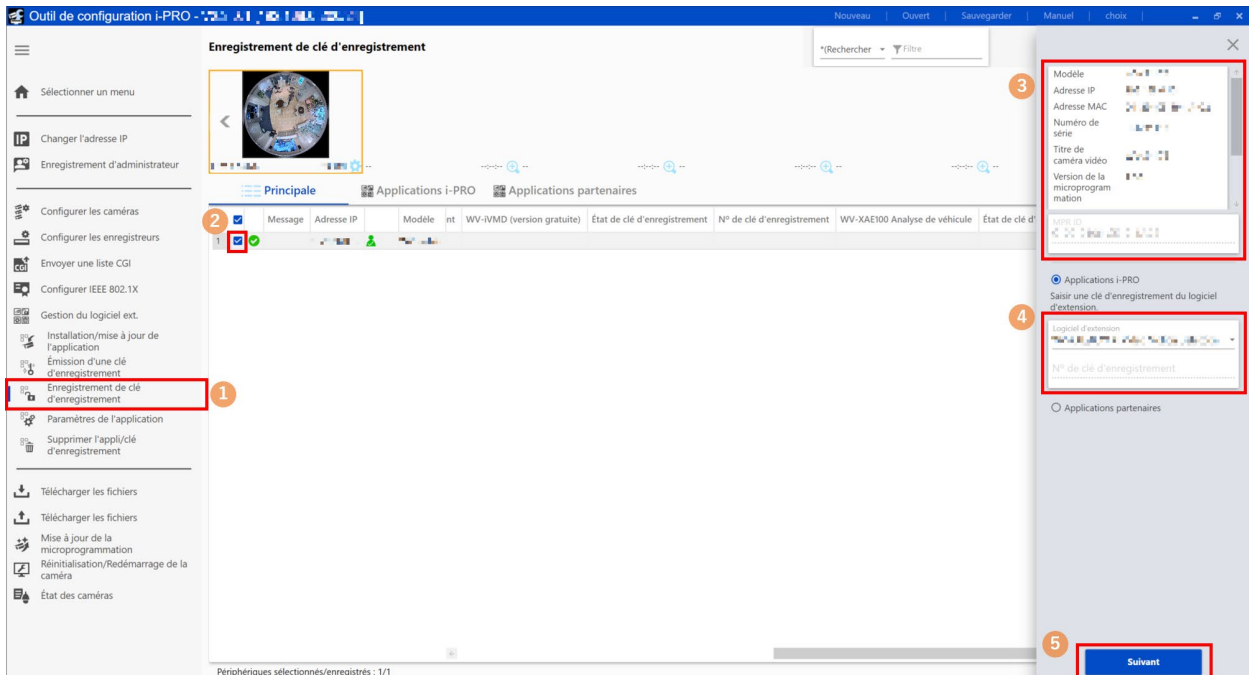 Outil de configuration i-PRO -
Nouveau | Ouvert | Sauvegarder | Manuel | choix |
Sélectionner un menu
IP Changer l'adresse IP
Enregistrement d'administrateur
Configurer les caméras
Configurer les enregistreurs
CGI Envoyer une liste CGI
Configurer IEEE 802.1X
Gestion du logiciel ext.
Installation/mise à jour de
l'application
Émission d'une clé
d'enregistrement
Enregistrement de clé
d'enregistrement
1
Paramètres de l'application
Supprimer l'appli/clé
d'enregistrement
Télécharger les fichiers
Télécharger les fichiers
Mise à jour de la
microprogrammation
Réinitialisation/Redémarrage de la
caméra
État des caméras
Enregistrement de clé d'enregistrement
*(Rechercher Filtre
--
--:--:-- --
--:--:-- --
--:--:-- --
--:--:-- --
Principale Applications i-PRO Applications partenaires
2
Message Adresse IP Modèle nt WV-iVMD (version gratuite) État de clé d'enregistrement Nº de clé d'enregistrement WV-XAE100 Analyse de véhicule État de clé d'
1
Périphériques sélectionnés/enregistrés : 1/1
3
Modèle
Adresse IP
Adresse MAC
Numéro de
série
Titre de
caméra vidéo
Version de la
microprogram
mation
MPR ID
Applications i-PRO
Saisir une clé d'enregistrement du logiciel
d'extension.
4
Logiciel d'extension
Nº de clé d'enregistrement
Applications partenaires
5
Suivant